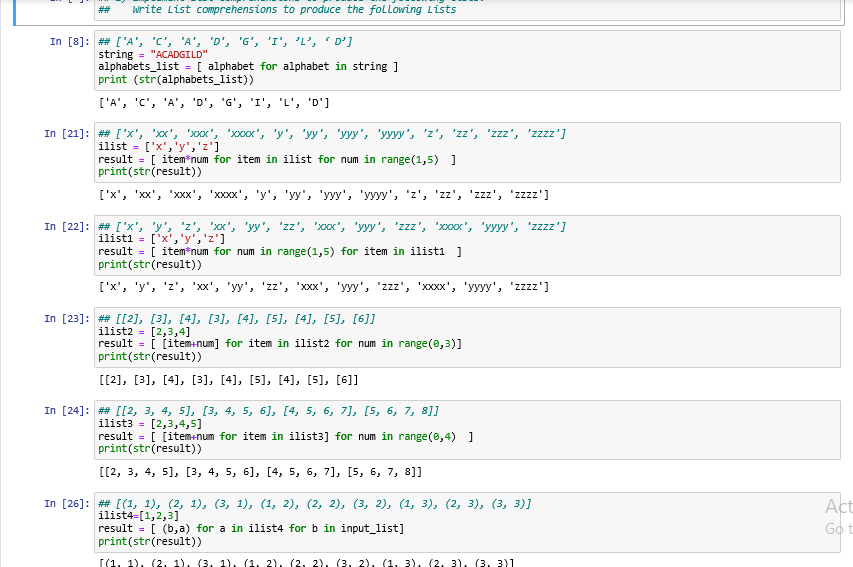 ##    Write List comprehensions to produce the following Lists
In [8]: ## ['A', 'C', 'A', 'D', 'G', 'I', ’L’, ‘ D’]
string = "ACADGILD"
alphabets_list = [ alphabet for alphabet in string ]
print (str(alphabets_list))
['A', 'C', 'A', 'D', 'G', 'I', 'L', 'D']
In [21]: ## ['x', 'xx', 'xxx', 'xxxx', 'y', 'yy', 'yyy', 'yyyy', 'z', 'zz', 'zzz', 'zzzz']
ilist = ['x','y','z']
result = [ item*num for item in ilist for num in range(1,5)  ]
print(str(result))
['x', 'xx', 'xxx', 'xxxx', 'y', 'yy', 'yyy', 'yyyy', 'z', 'zz', 'zzz', 'zzzz']
In [22]: ## ['x', 'y', 'z', 'xx', 'yy', 'zz', 'xxx', 'yyy', 'zzz', 'xxxx', 'yyyy', 'zzzz']
ilist1 = ['x','y','z']
result = [ item*num for num in range(1,5) for item in ilist1  ]
print(str(result))
['x', 'y', 'z', 'xx', 'yy', 'zz', 'xxx', 'yyy', 'zzz', 'xxxx', 'yyyy', 'zzzz']
In [23]: ## [[2], [3], [4], [3], [4], [5], [4], [5], [6]]
ilist2 = [2,3,4]
result = [ [item+num] for item in ilist2 for num in range(0,3)]
print(str(result))
[[2], [3], [4], [3], [4], [5], [4], [5], [6]]
In [24]: ## [[2, 3, 4, 5], [3, 4, 5, 6], [4, 5, 6, 7], [5, 6, 7, 8]]
ilist3 = [2,3,4,5]
result = [ [item+num for item in ilist3] for num in range(0,4)  ]
print(str(result))
[[2, 3, 4, 5], [3, 4, 5, 6], [4, 5, 6, 7], [5, 6, 7, 8]]
In [26]: ## [(1, 1), (2, 1), (3, 1), (1, 2), (2, 2), (3, 2), (1, 3), (2, 3), (3, 3)]
ilist4=[1,2,3]
result = [ (b,a) for a in ilist4 for b in input_list]
print(str(result))
[(1, 1), (2, 1), (3, 1), (1, 2), (2, 2), (3, 2), (1, 3), (2, 3), (3, 3)]
Act
Go t